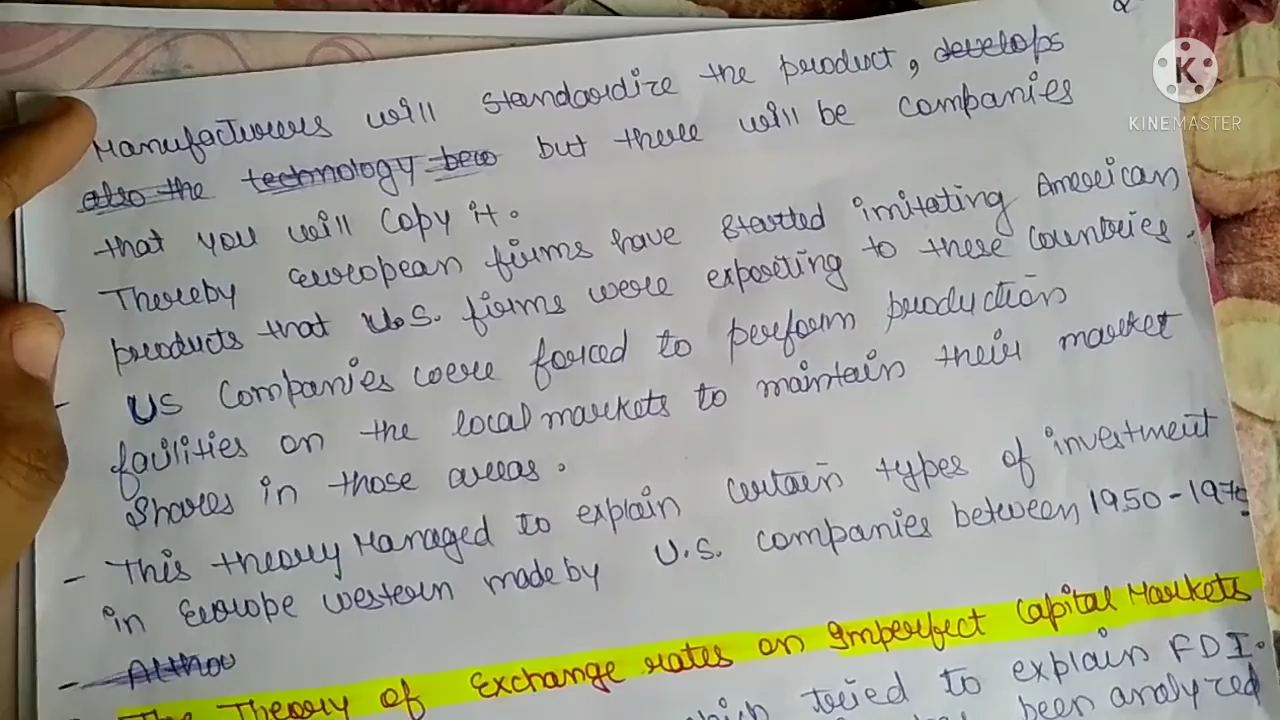 Manufacturers will standardize the product, develops
also the technology bew but there will be companies
that you will copy it.
- Thereby european firms have started imitating American
products that U.S. firms were exporting to these countries.
- US companies were forced to perform production
facilities on the local markets to maintain their market
shares in those areas.
- This theory Managed to explain certain types of investment
in Europe western made by U.S. companies between 1950-1970
- Althou
The Theory of Exchange rates on Imperfect Capital Markets
which tried to explain FDI.
been analyzed
K
KINEMASTER